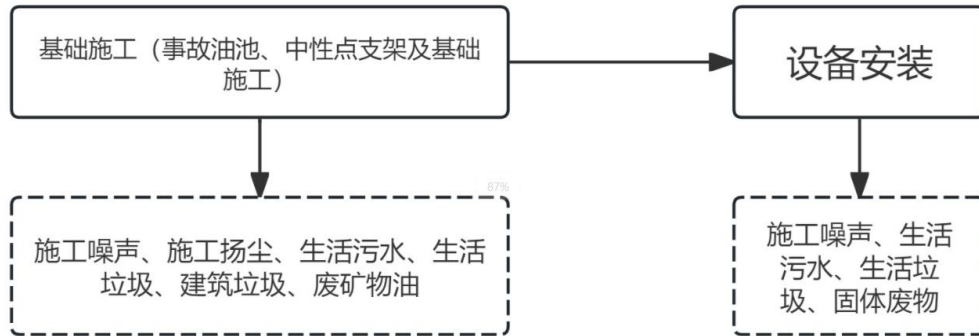 基础施工（事故油池、中性点支架及基础
施工）
设备安装
87%
施工噪声、施工扬尘、生活污水、生活
垃圾、建筑垃圾、废矿物油
施工噪声、生活
污水、生活垃
圾、固体废物